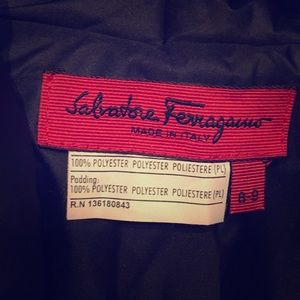 Salvatore Ferragamo
MADE IN ITALY
100% POLYESTER POLYESTER POLIESTERE (PL)
Padding:
100% POLYESTER POLYESTER POLIESTERE (PL)
R.N 136180843
8-9